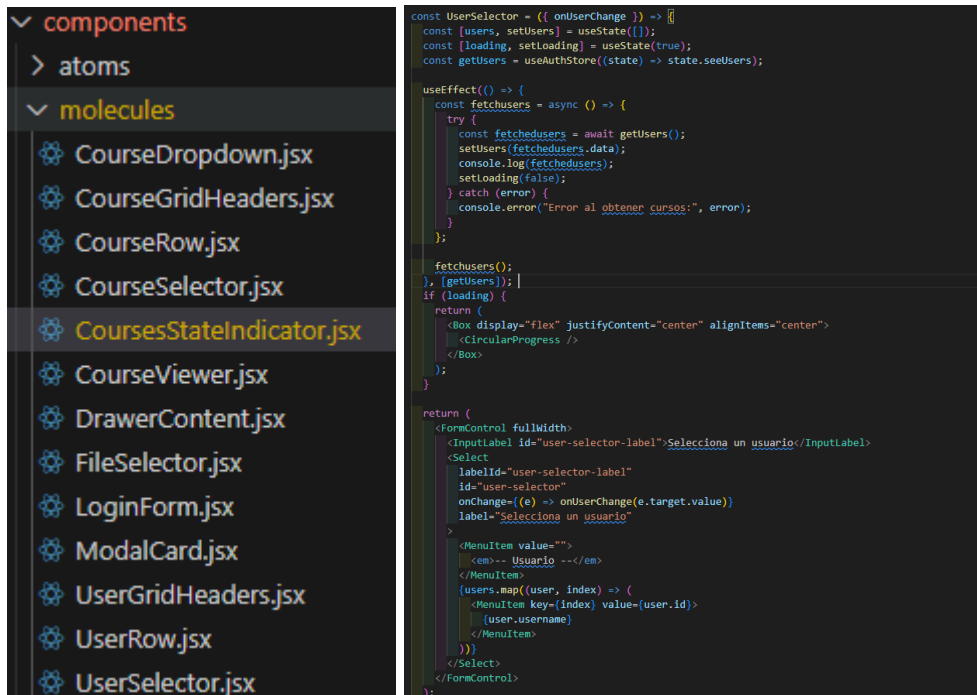 components
atoms
molecules
CourseDropdown.jsx
CourseGridHeaders.jsx
CourseRow.jsx
CourseSelector.jsx
CoursesStateIndicator.jsx
CourseViewer.jsx
DrawerContent.jsx
FileSelector.jsx
LoginForm.jsx
ModalCard.jsx
UserGridHeaders.jsx
UserRow.jsx
UserSelector.jsx
const UserSelector = ({ onUserChange }) => {
  const [users, setUsers] = useState([]);
  const [loading, setLoading] = useState(true);
  const getUsers = useAuthStore((state) => state.seeUsers);
  useEffect(() => {
    const fetchusers = async () => {
      try {
        const fetchedusers = await getUsers();
        setUsers(fetchedusers.data);
        console.log(fetchedusers);
        setLoading(false);
      } catch (error) {
        console.error("Error al obtener cursos:", error);
      }
    };
    fetchusers();
  }, [getUsers]);
  if (loading) {
    return (
      <Box display="flex" justifyContent="center" alignItems="center">
        <CircularProgress />
      </Box>
    );
  }
  return (
    <FormControl fullWidth>
      <InputLabel id="user-selector-label">Selecciona un usuario</InputLabel>
      <Select
        labelId="user-selector-label"
        id="user-selector"
        onChange={(e) => onUserChange(e.target.value)}
        label="Selecciona un usuario"
      >
        <MenuItem value="">
          <em>-- Usuario --</em>
        </MenuItem>
        {users.map((user, index) => (
          <MenuItem key={index} value={user.id}>
            {user.username}
          </MenuItem>
        ))}
      </Select>
    </FormControl>
  );